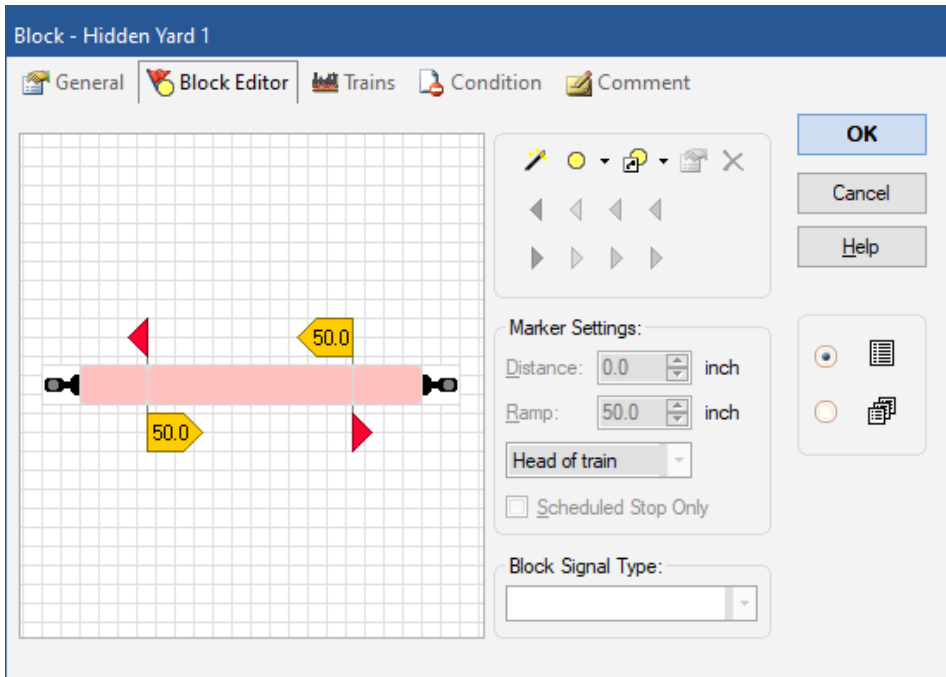 Block - Hidden Yard 1
General Block Editor Trains Condition Comment
OK
Cancel
Help
50.0
50.0
Marker Settings:
Distance: 0.0 inch
Ramp: 50.0 inch
Head of train
Scheduled Stop Only
Block Signal Type: